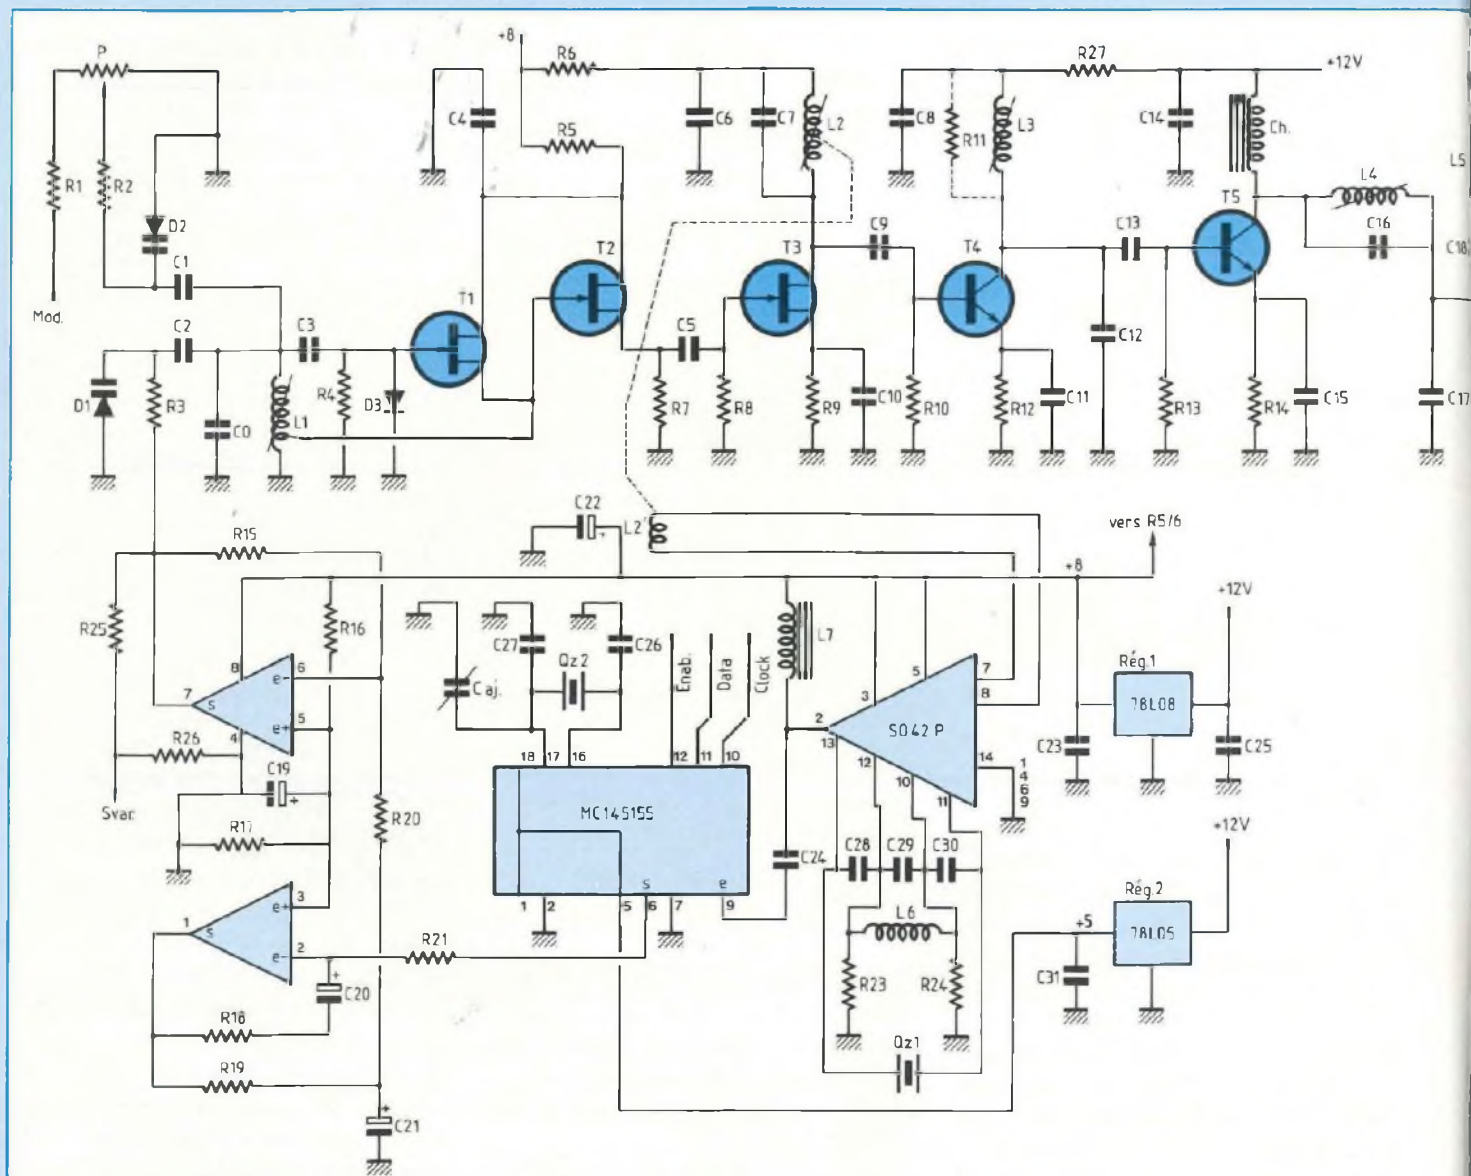 P
+8
R6
R27
+12V
C4
C6
C7
L2
C8
R11
L3
C14
Ch.
R5
R1
R2
D2
L4
L5
T5
C1
T2
T3
C9
T4
C13
C16
C18
Mod.
T1
C2
C3
C5
C12
D1
R3
C0
L1
R4
D3
R7
R8
R9
C10
R10
R12
C11
R13
R14
C15
C17
C22
L2'
vers R5/6
R15
+
+8
+12V
R25
R16
C27
C26
Qz2
C aj.
Enab.
Data
Clock
L7
Rég.1
78L08
8
6
7
s
e-
5
e+
4
3
5
7
8
2
13
SO42P
12
10
11
14
1
4
6
9
C23
C25
R26
C19
+
18
17
16
12
11
10
MC145155
Svar.
R17
R20
C24
C28
C29
C30
+12V
Rég.2
78L05
+5
3
e+
1
s
2
e-
s
e
1
2
5
6
7
9
L6
R21
+
C20
R23
R24
C31
R18
R19
Qz1
+
C21